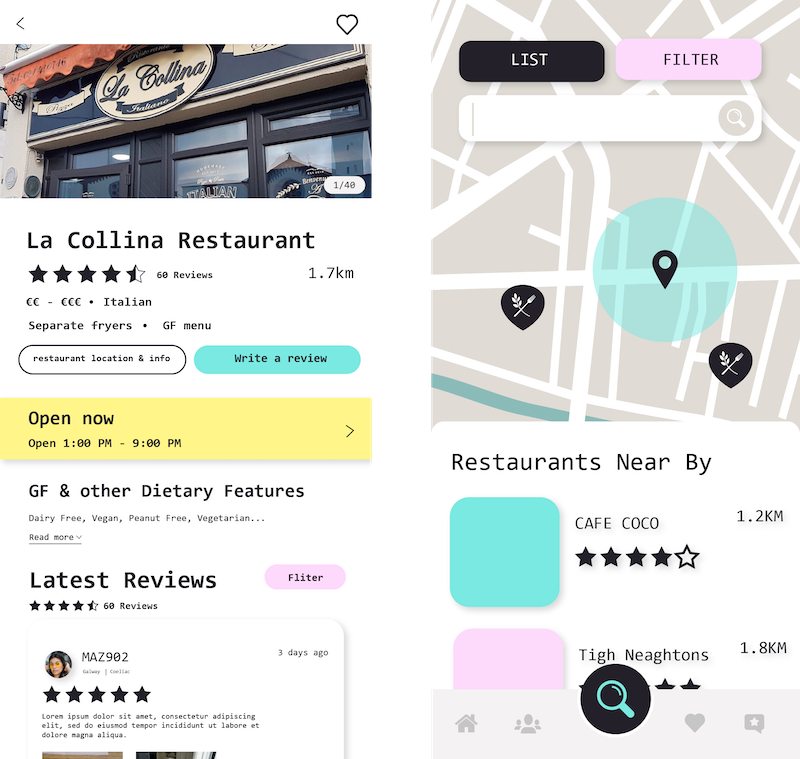 La Collina
Italiano
ITALIAN
1/40
La Collina Restaurant
60 Reviews
1.7km
€€ - €€€ • Italian
Separate fryers • GF menu
restaurant location & info
Write a review
Open now
Open 1:00 PM - 9:00 PM
GF & other Dietary Features
Dairy Free, Vegan, Peanut Free, Vegetarian...
Read more
Latest Reviews
Fliter
60 Reviews
MAZ902
3 days ago
Galway | Coeliac
Lorem ipsum dolor sit amet, consectetur adipiscing
elit, sed do eiusmod tempor incididunt ut labore et
dolore magna aliqua.
LIST
FILTER
Restaurants Near By
CAFE COCO
1.2KM
Tigh Neaghtons
1.8KM